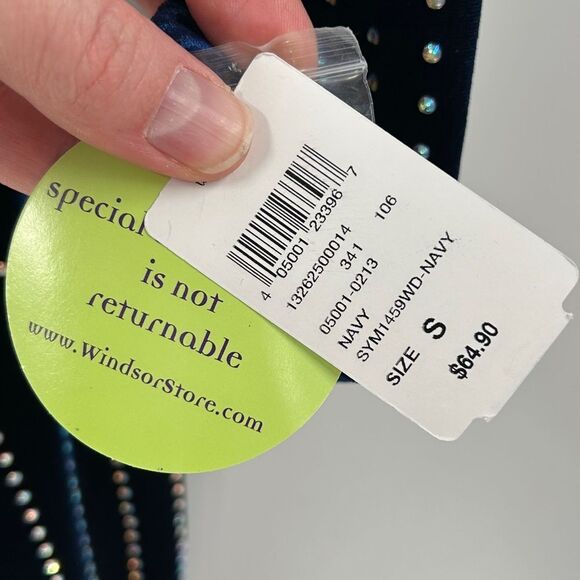 special
is not
returnable
www.WindsorStore.com
4 05001 23396 7
13262500014 106
341
05001-0213
NAVY
SYM1459WD-NAVY
SIZE S
$64.90